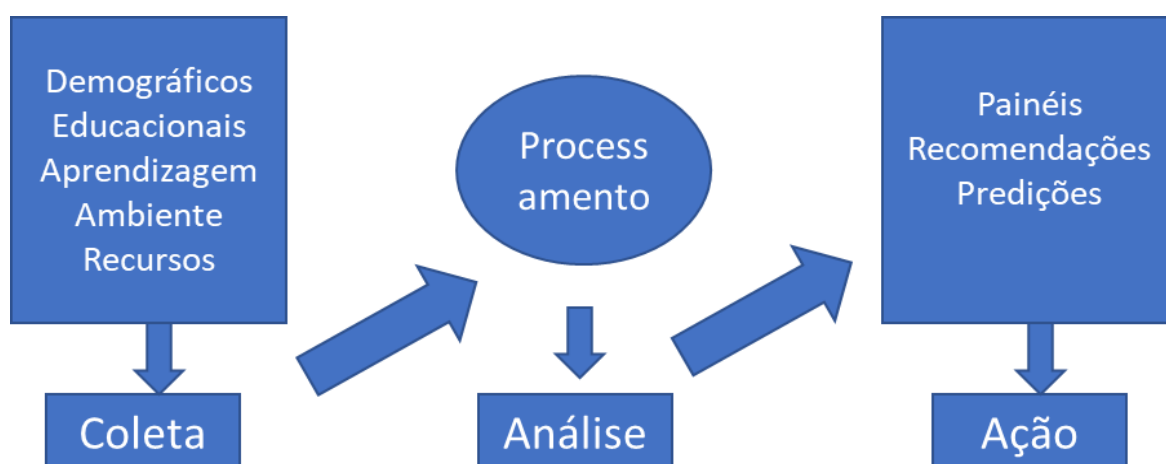 Demográficos
Educacionais
Aprendizagem
Ambiente
Recursos
Coleta
Process
amento
Análise
Painéis
Recomendações
Predições
Ação